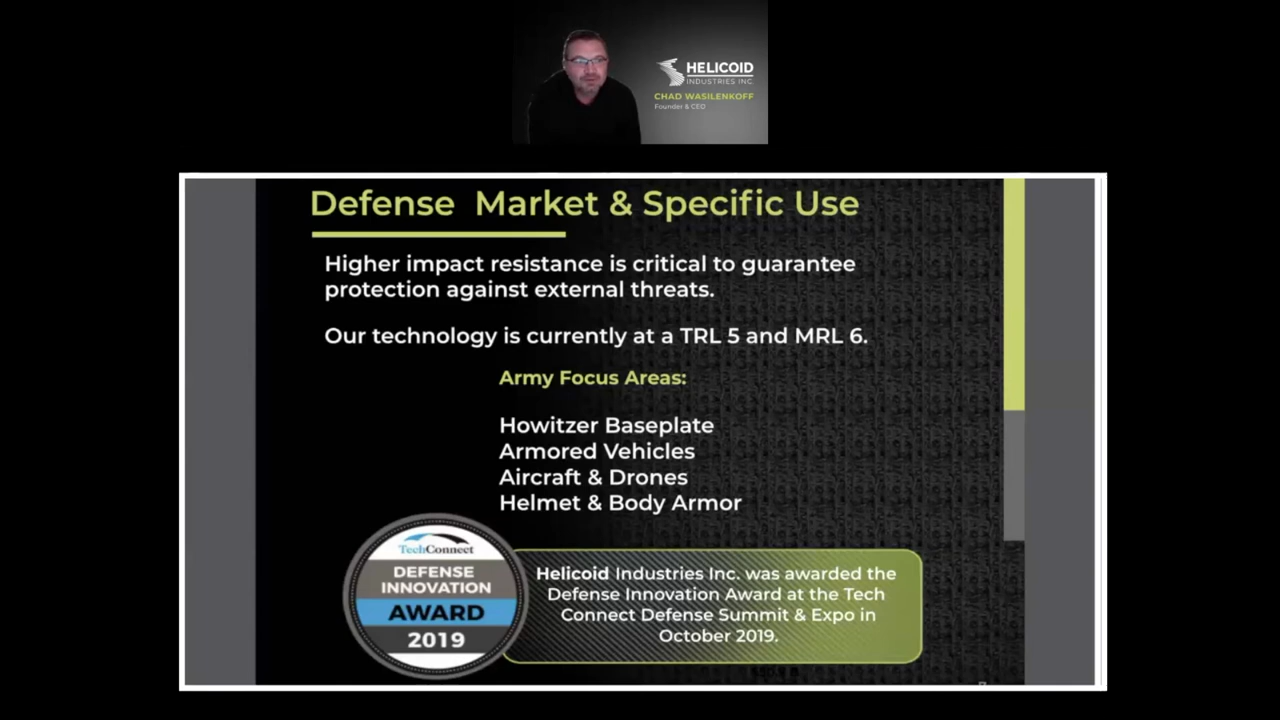 HELICOID
INDUSTRIES INC.
CHAD WASILENKOFF
Founder & CEO
Defense Market & Specific Use
Higher impact resistance is critical to guarantee
protection against external threats.
Our technology is currently at a TRL 5 and MRL 6.
Army Focus Areas:
Howitzer Baseplate
Armored Vehicles
Aircraft & Drones
Helmet & Body Armor
TechConnect
DEFENSE
INNOVATION
AWARD
2019
Helicoid Industries Inc. was awarded the
Defense Innovation Award at the Tech
Connect Defense Summit & Expo in
October 2019.